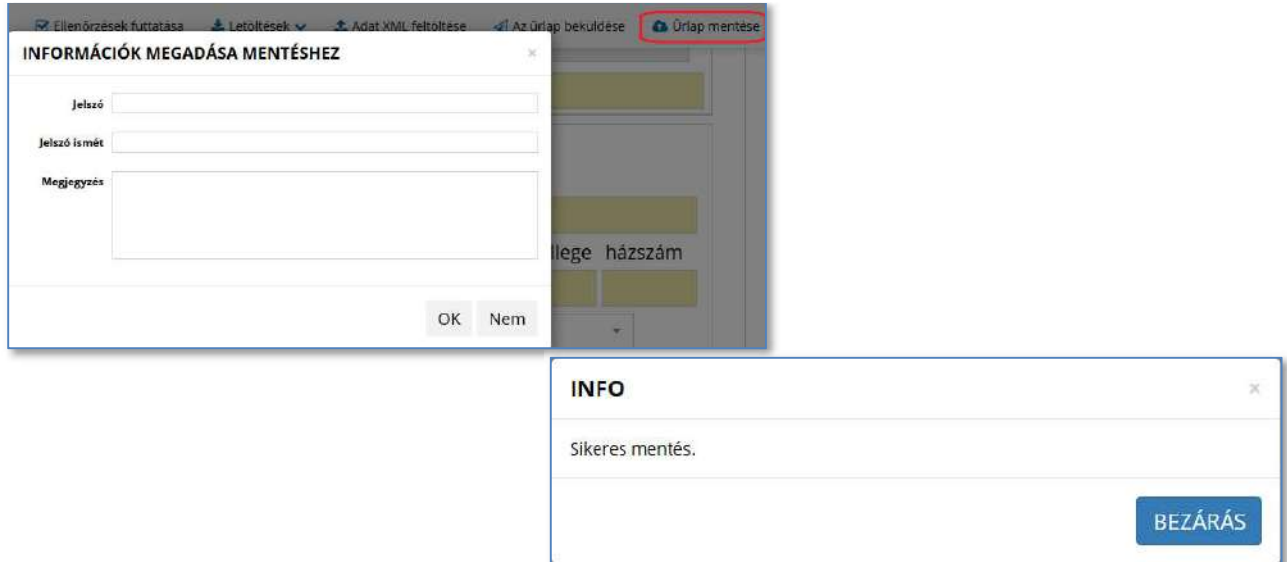 Ellenőrzések futtatása Letöltések Adat XML feltöltése Az űrlap beküldése Űrlap mentése
INFORMÁCIÓK MEGADÁSA MENTÉSHEZ ×
Jelszó
Jelszó ismét
Megjegyzés
llege házszám
OK Nem
INFO ×
Sikeres mentés.
BEZÁRÁS